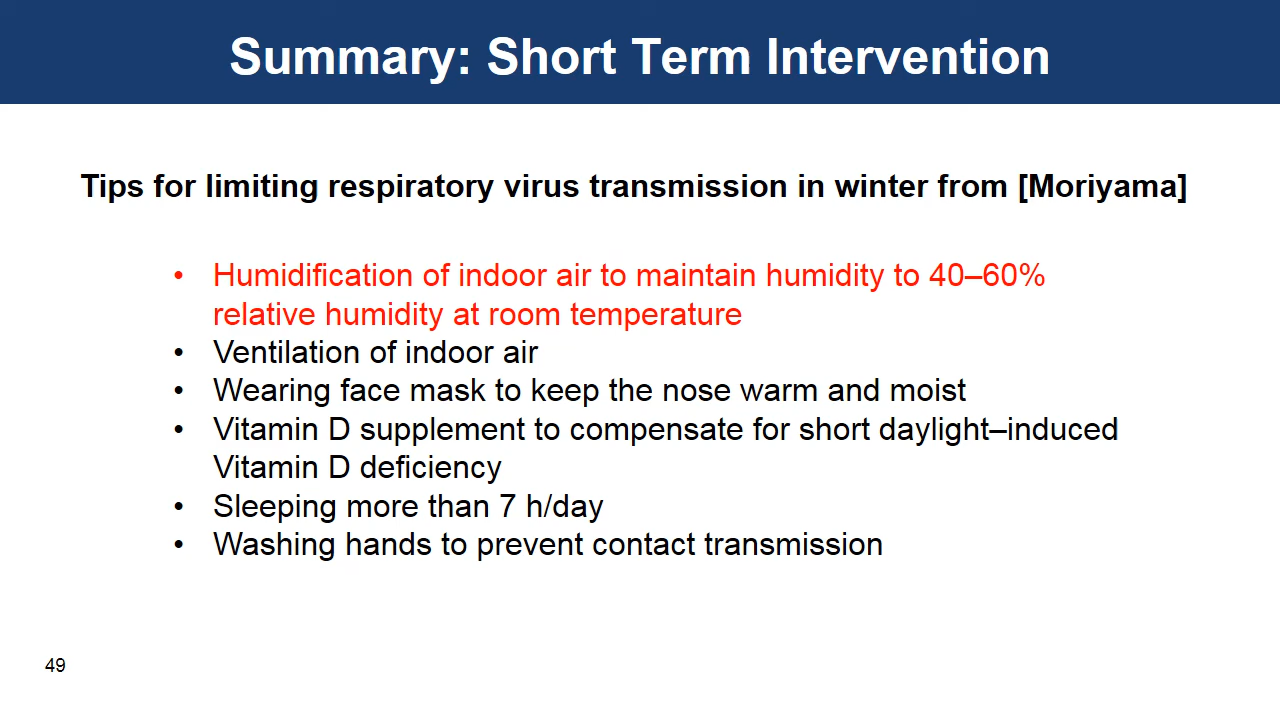 Summary: Short Term Intervention
Tips for limiting respiratory virus transmission in winter from [Moriyama]
• Humidification of indoor air to maintain humidity to 40–60%
relative humidity at room temperature
• Ventilation of indoor air
• Wearing face mask to keep the nose warm and moist
• Vitamin D supplement to compensate for short daylight–induced
Vitamin D deficiency
• Sleeping more than 7 h/day
• Washing hands to prevent contact transmission
49